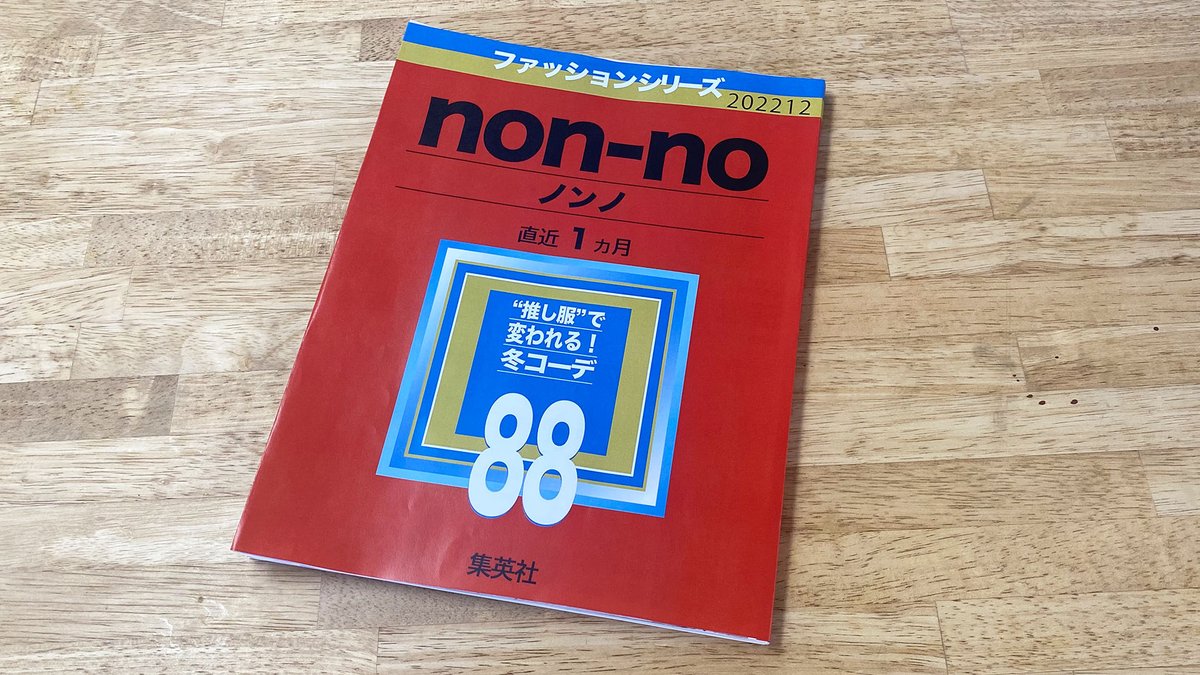 ファッションシリーズ
202212
non-no
ノンノ
直近 1 ヵ月
“推し服”で
変われる!
冬コーデ
88
集英社